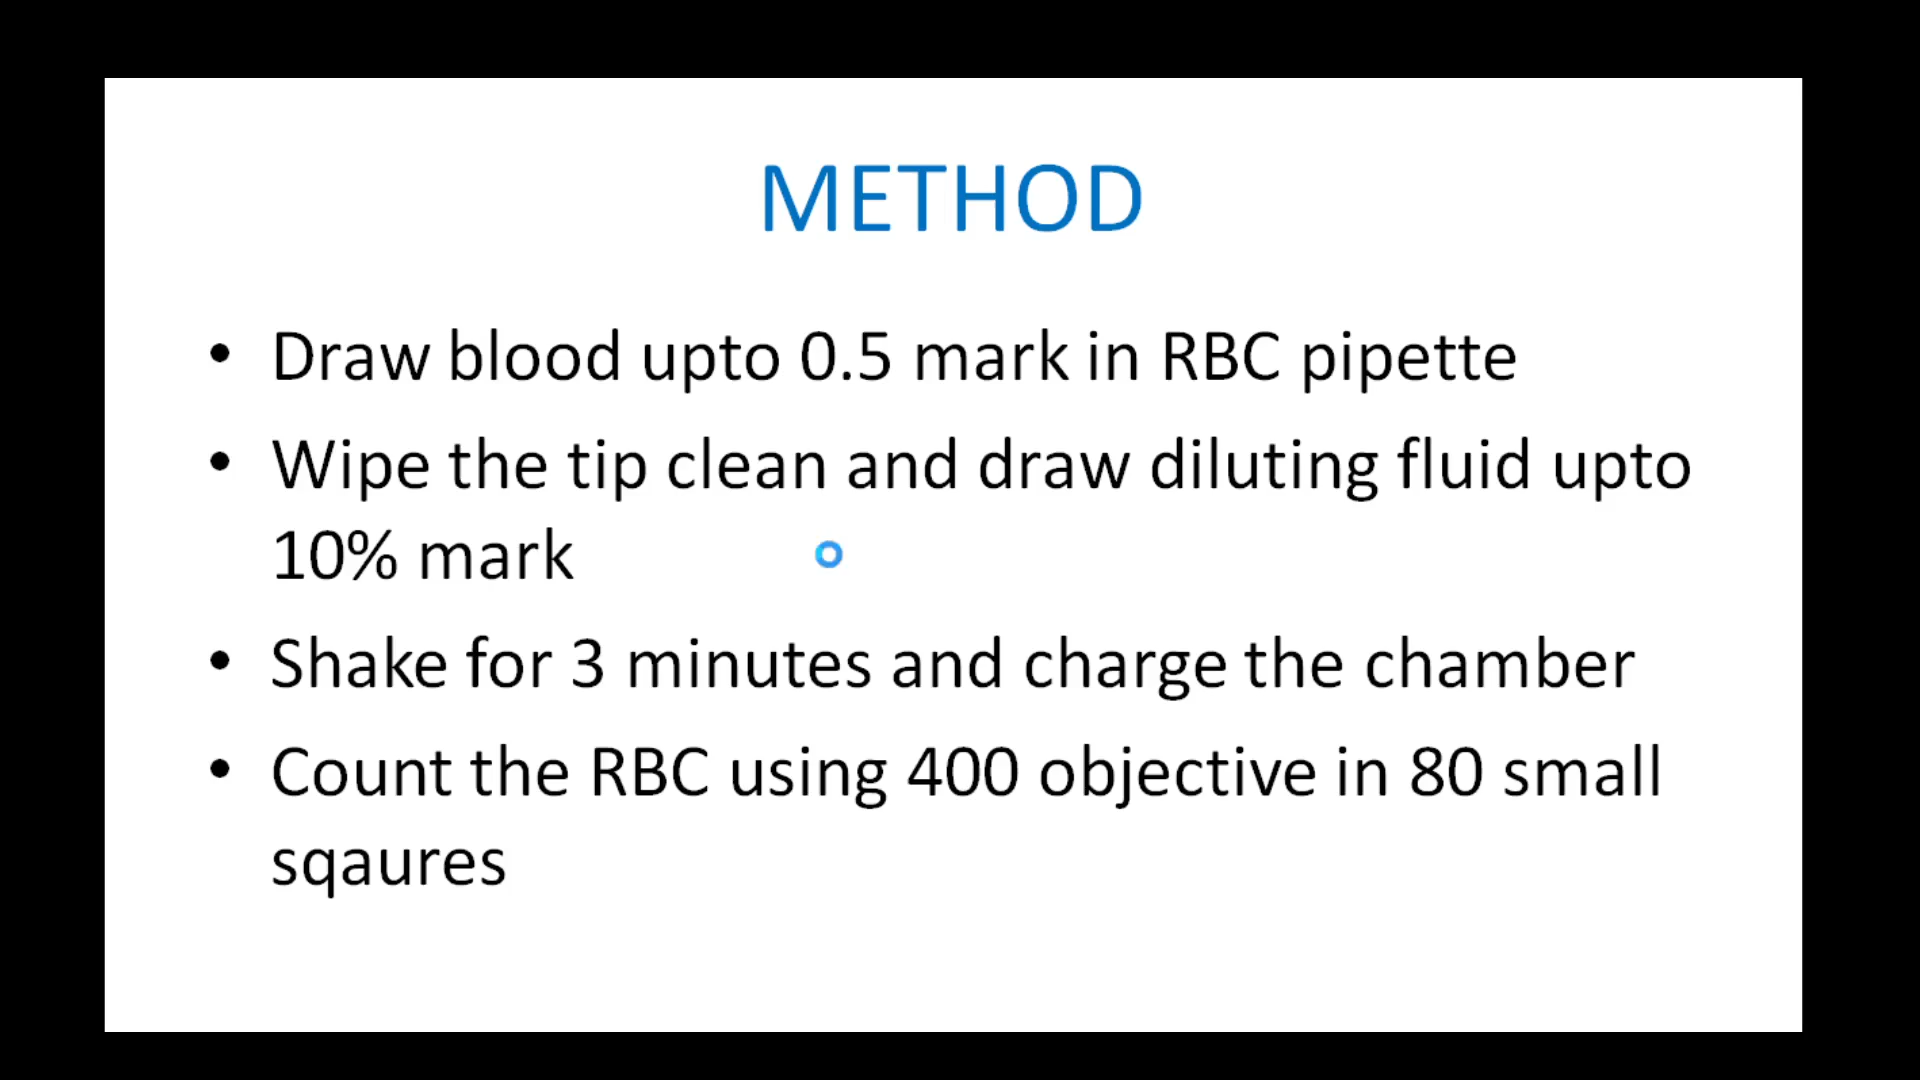 METHOD
• Draw blood upto 0.5 mark in RBC pipette
• Wipe the tip clean and draw diluting fluid upto
10% mark
• Shake for 3 minutes and charge the chamber
• Count the RBC using 400 objective in 80 small
sqaures